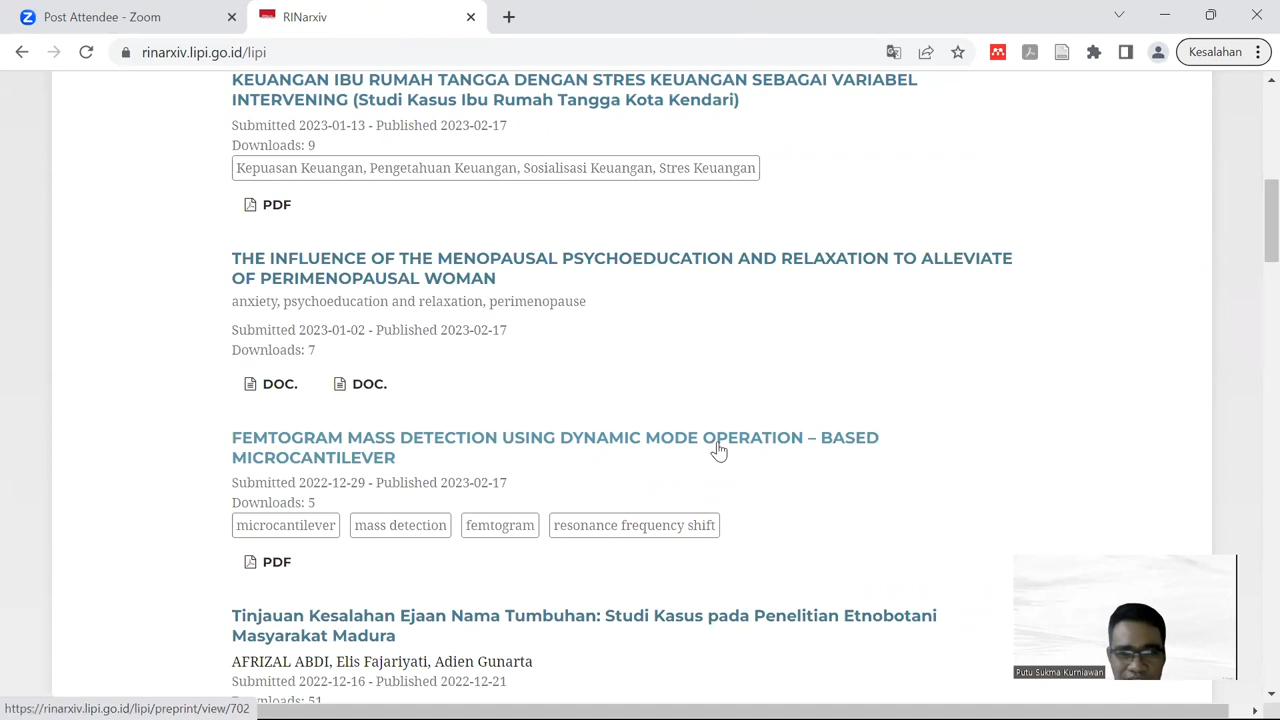 Post Attendee - Zoom
RINarxiv
rinarxiv.lipi.go.id/lipi
Kesalahan
KEUANGAN IBU RUMAH TANGGA DENGAN STRES KEUANGAN SEBAGAI VARIABEL
INTERVENING (Studi Kasus Ibu Rumah Tangga Kota Kendari)
Submitted 2023-01-13 - Published 2023-02-17
Downloads: 9
Kepuasan Keuangan, Pengetahuan Keuangan, Sosialisasi Keuangan, Stres Keuangan
PDF
THE INFLUENCE OF THE MENOPAUSAL PSYCHOEDUCATION AND RELAXATION TO ALLEVIATE
OF PERIMENOPAUSAL WOMAN
anxiety, psychoeducation and relaxation, perimenopause
Submitted 2023-01-02 - Published 2023-02-17
Downloads: 7
DOC. DOC.
FEMTOGRAM MASS DETECTION USING DYNAMIC MODE OPERATION – BASED
MICROCANTILEVER
Submitted 2022-12-29 - Published 2023-02-17
Downloads: 5
microcantilever mass detection femtogram resonance frequency shift
PDF
Tinjauan Kesalahan Ejaan Nama Tumbuhan: Studi Kasus pada Penelitian Etnobotani
Masyarakat Madura
AFRIZAL ABDI, Elis Fajariyati, Adien Gunarta
Submitted 2022-12-16 - Published 2022-12-21
Downloads: 51
Putu Sukma Kurniawan
https://rinarxiv.lipi.go.id/lipi/preprint/view/702